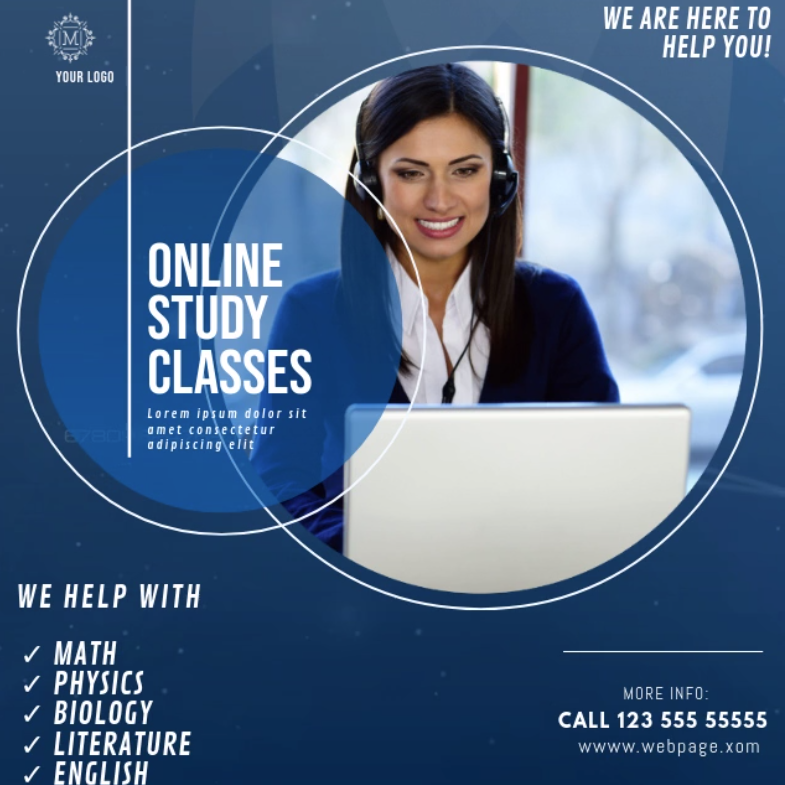 M
YOUR LOGO
WE ARE HERE TO
HELP YOU!
ONLINE
STUDY
CLASSES
Lorem ipsum dolor sit
amet consectetur
adipiscing elit
WE HELP WITH
✓ MATH
✓ PHYSICS
✓ BIOLOGY
✓ LITERATURE
✓ ENGLISH
MORE INFO:
CALL 123 555 55555
wwww.webpage.xom